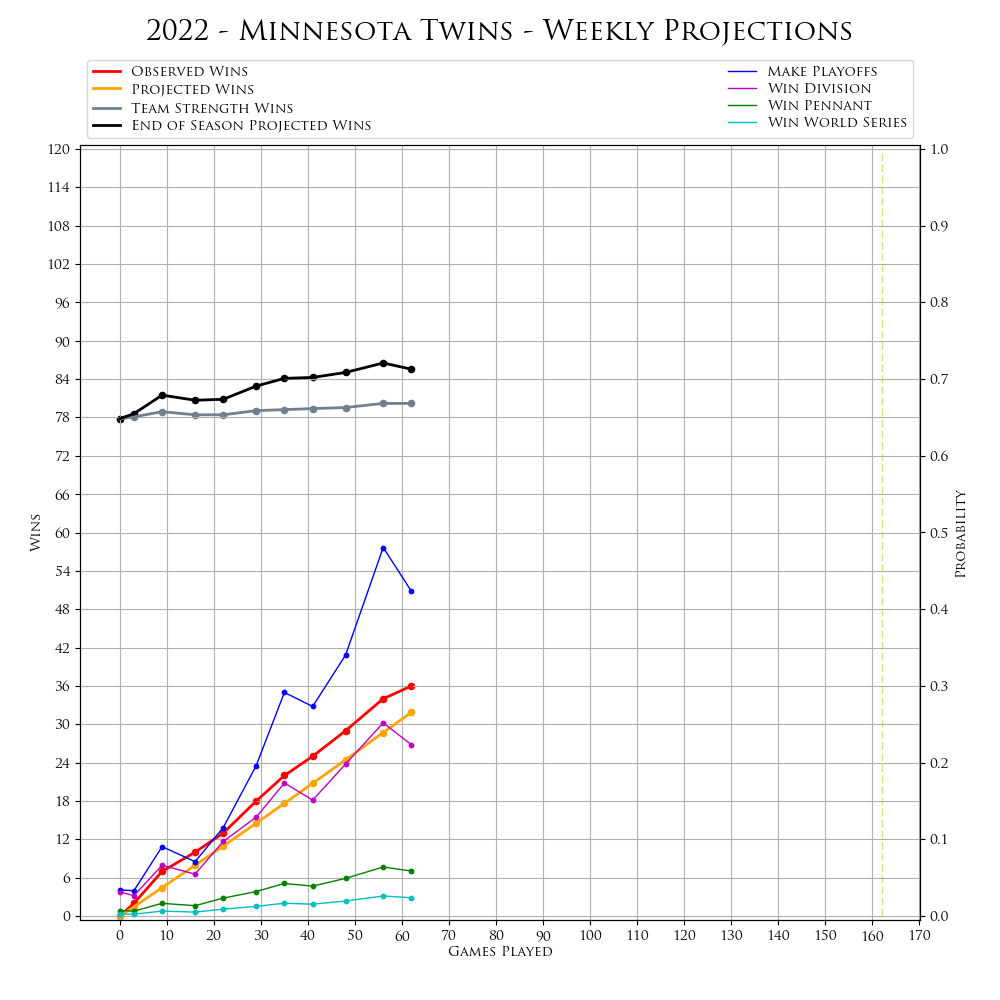 2022 - Minnesota Twins - Weekly Projections
Observed Wins
Projected Wins
Team Strength Wins
End of Season Projected Wins
Make Playoffs
Win Division
Win Pennant
Win World Series
120
114
108
102
96
90
84
78
72
66
60
54
48
42
36
30
24
18
12
6
0
Wins
1.0
0.9
0.8
0.7
0.6
0.5
0.4
0.3
0.2
0.1
0.0
Probability
0 10 20 30 40 50 60 70 80 90 100 110 120 130 140 150 160 170
Games Played